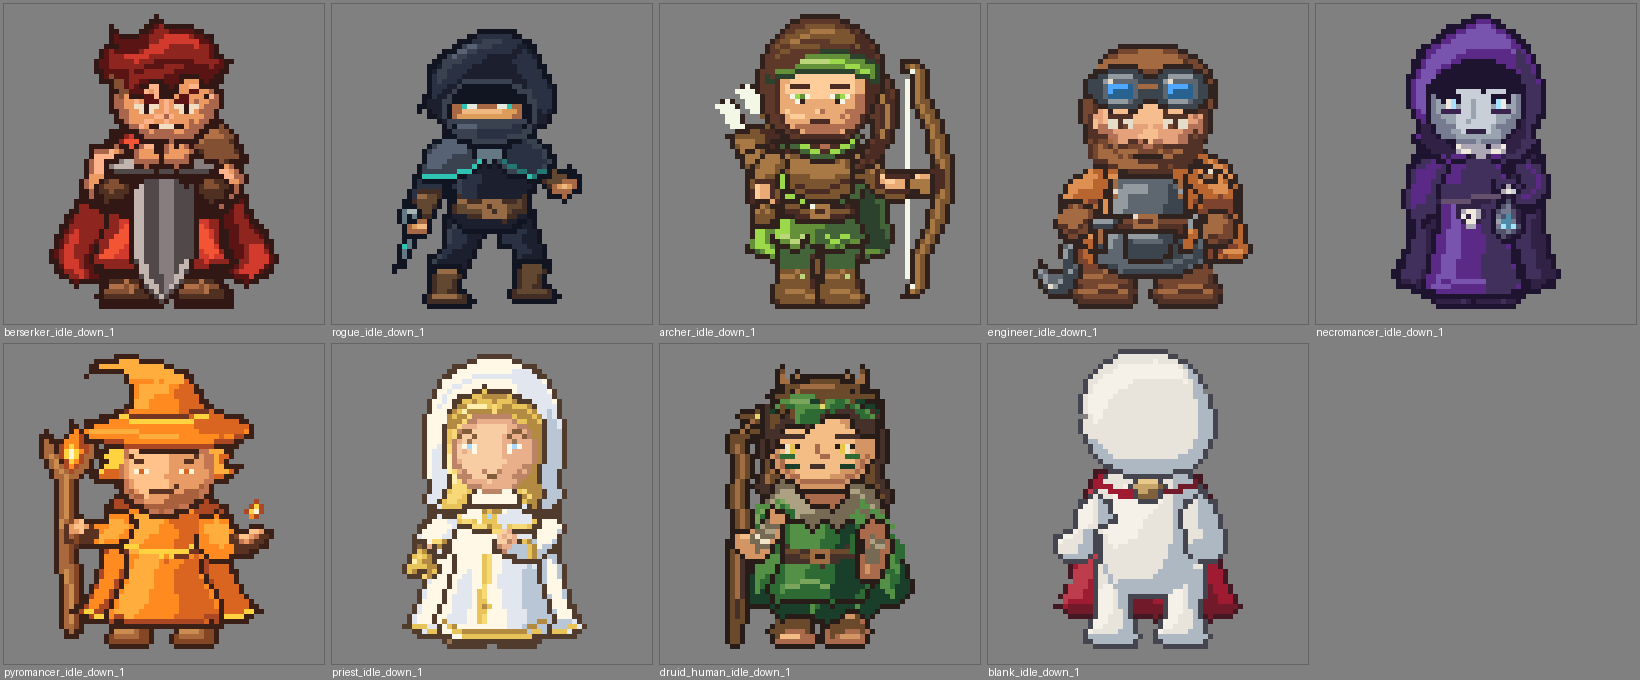 berserker_idle_down_1
rogue_idle_down_1
archer_idle_down_1
engineer_idle_down_1
necromancer_idle_down_1
pyromancer_idle_down_1
priest_idle_down_1
druid_human_idle_down_1
blank_idle_down_1